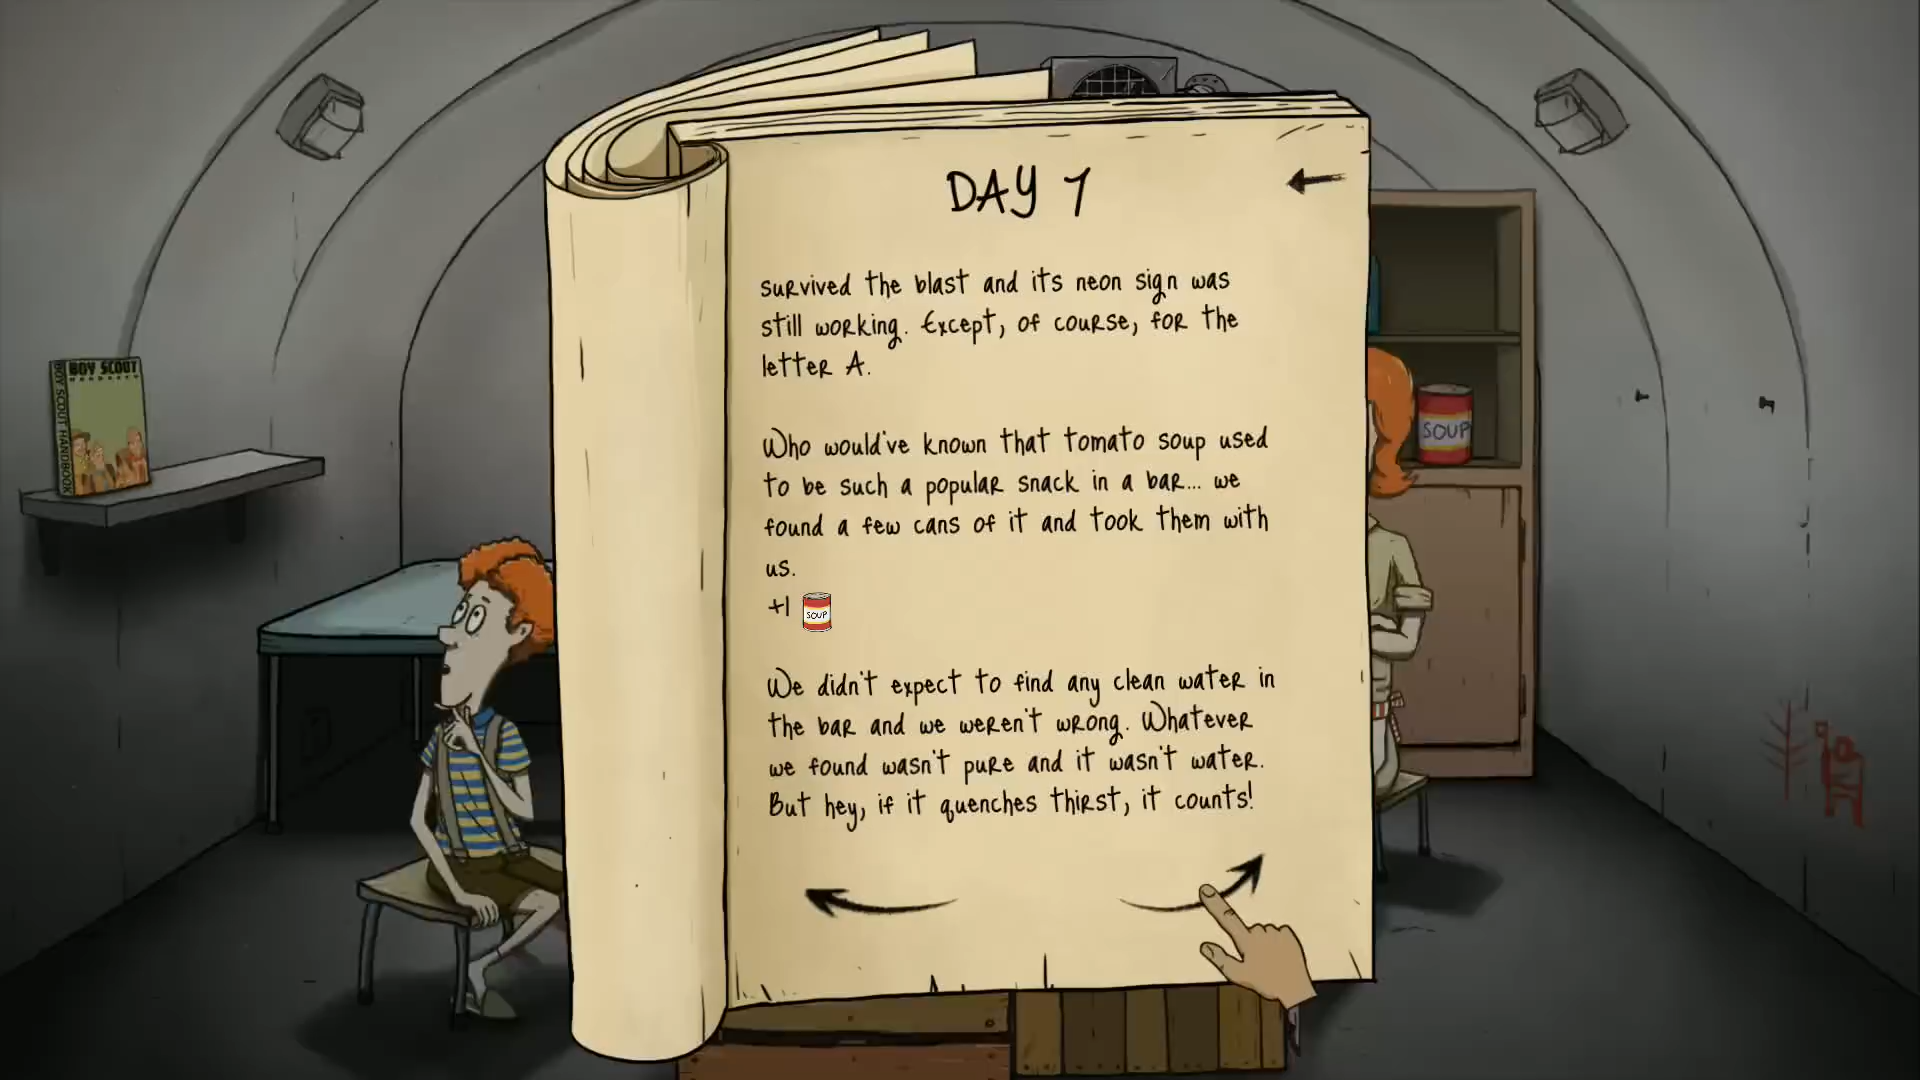 DAY 7
survived the blast and its neon sign was
still working. Except, of course, for the
letter A.
Who would've known that tomato soup used
to be such a popular snack in a bar... we
found a few cans of it and took them with
us.
+1 SOUP
We didn't expect to find any clean water in
the bar and we weren't wrong. Whatever
we found wasn't pure and it wasn't water.
But hey, if it quenches thirst, it counts!
BOY SCOUT
HANDBOOK
BOY SCOUT HANDBOOK
SOUP